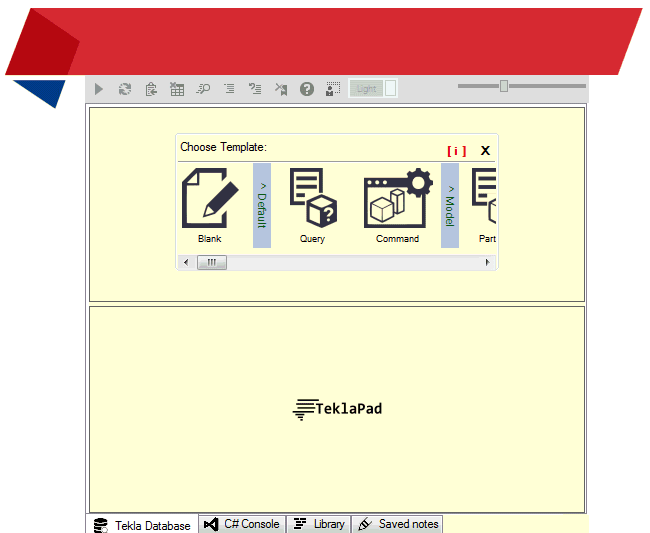 Light
Choose Template:
[ i ] X
> Default
> Model
Blank
Query
Command
Part
TeklaPad
Tekla Database
C# Console
Library
Saved notes